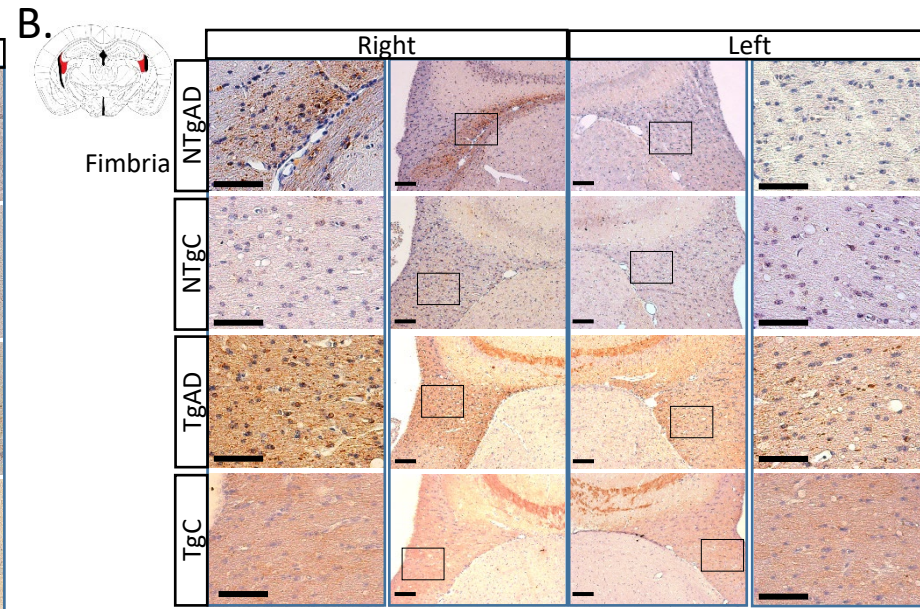 B.
Right
Left
Fimbria
NTgAD
NTgC
TgAD
TgC